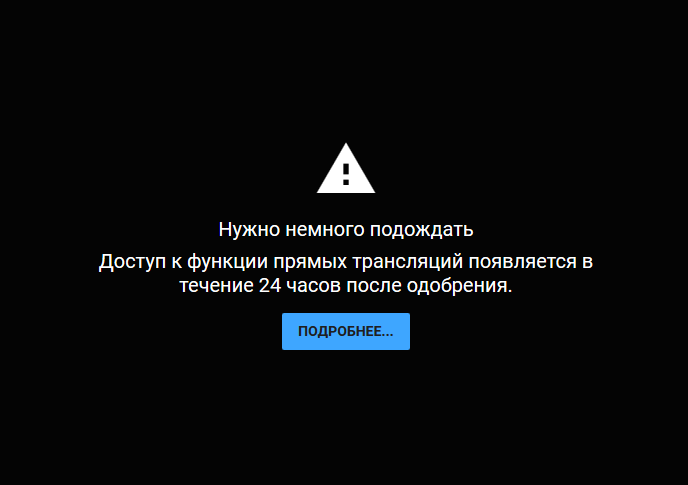 Нужно немного подождать
Доступ к функции прямых трансляций появляется в
течение 24 часов после одобрения.
ПОДРОБНЕЕ...